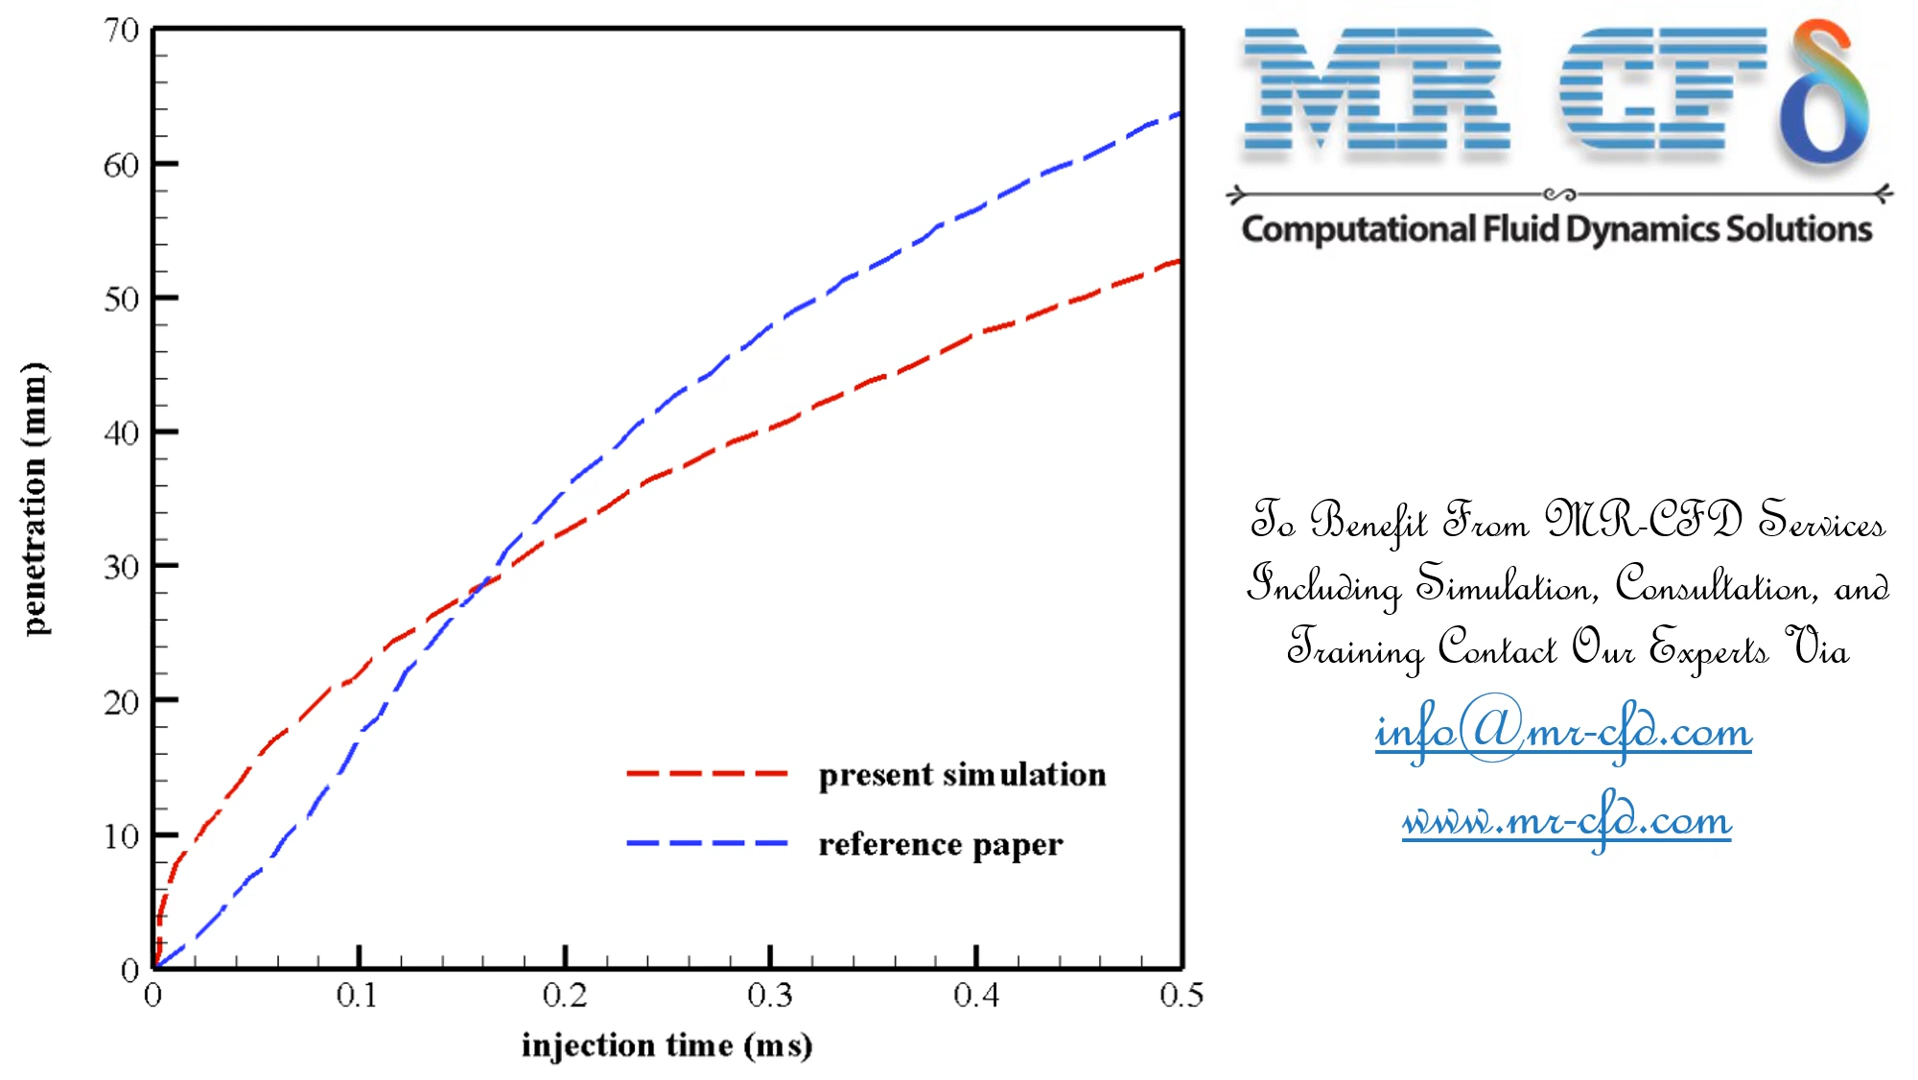 70
60
50
40
30
20
10
0
penetration (mm)
0 0.1 0.2 0.3 0.4 0.5
injection time (ms)
present simulation
reference paper
MR CFδ
Computational Fluid Dynamics Solutions
To Benefit From MR-CFD Services
Including Simulation, Consultation, and
Training Contact Our Experts Via
info@mr-cfd.com
www.mr-cfd.com